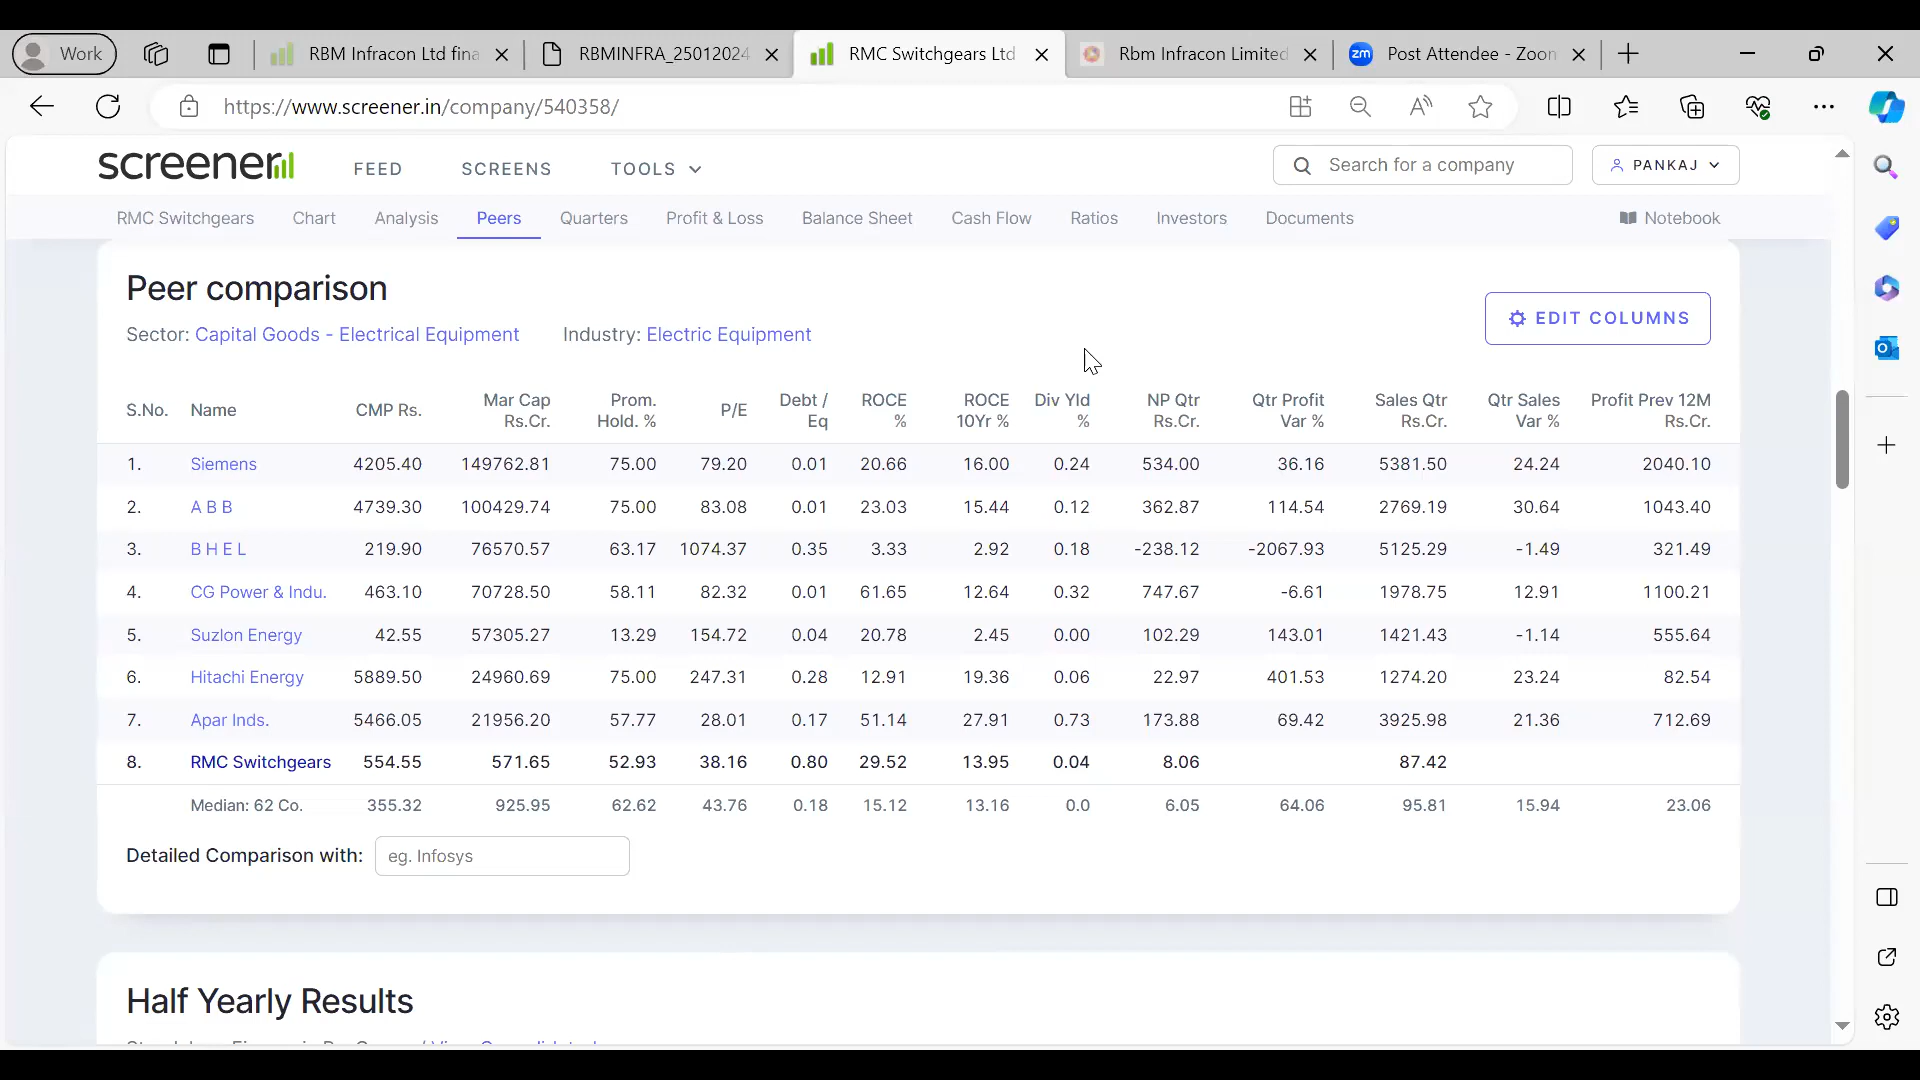 Work
RBM Infracon Ltd fina
RBMINFRA_25012024
RMC Switchgears Ltd
Rbm Infracon Limited
Post Attendee - Zoon
https://www.screener.in/company/540358/
screener
FEED
SCREENS
TOOLS
Search for a company
PANKAJ
RMC Switchgears Chart Analysis Peers Quarters Profit & Loss Balance Sheet Cash Flow Ratios Investors Documents Notebook
Peer comparison
EDIT COLUMNS
Sector: Capital Goods - Electrical Equipment Industry: Electric Equipment
S.No. Name CMP Rs. Mar Cap Rs.Cr. Prom. Hold. % P/E Debt / Eq ROCE % ROCE 10Yr % Div Yld % NP Qtr Rs.Cr. Qtr Profit Var % Sales Qtr Rs.Cr. Qtr Sales Var % Profit Prev 12M Rs.Cr.
1. Siemens 4205.40 149762.81 75.00 79.20 0.01 20.66 16.00 0.24 534.00 36.16 5381.50 24.24 2040.10
2. A B B 4739.30 100429.74 75.00 83.08 0.01 23.03 15.44 0.12 362.87 114.54 2769.19 30.64 1043.40
3. B H E L 219.90 76570.57 63.17 1074.37 0.35 3.33 2.92 0.18 -238.12 -2067.93 5125.29 -1.49 321.49
4. CG Power & Indu. 463.10 70728.50 58.11 82.32 0.01 61.65 12.64 0.32 747.67 -6.61 1978.75 12.91 1100.21
5. Suzlon Energy 42.55 57305.27 13.29 154.72 0.04 20.78 2.45 0.00 102.29 143.01 1421.43 -1.14 555.64
6. Hitachi Energy 5889.50 24960.69 75.00 247.31 0.28 12.91 19.36 0.06 22.97 401.53 1274.20 23.24 82.54
7. Apar Inds. 5466.05 21956.20 57.77 28.01 0.17 51.14 27.91 0.73 173.88 69.42 3925.98 21.36 712.69
8. RMC Switchgears 554.55 571.65 52.93 38.16 0.80 29.52 13.95 0.04 8.06 87.42
Median: 62 Co. 355.32 925.95 62.62 43.76 0.18 15.12 13.16 0.0 6.05 64.06 95.81 15.94 23.06
Detailed Comparison with: eg. Infosys
Half Yearly Results